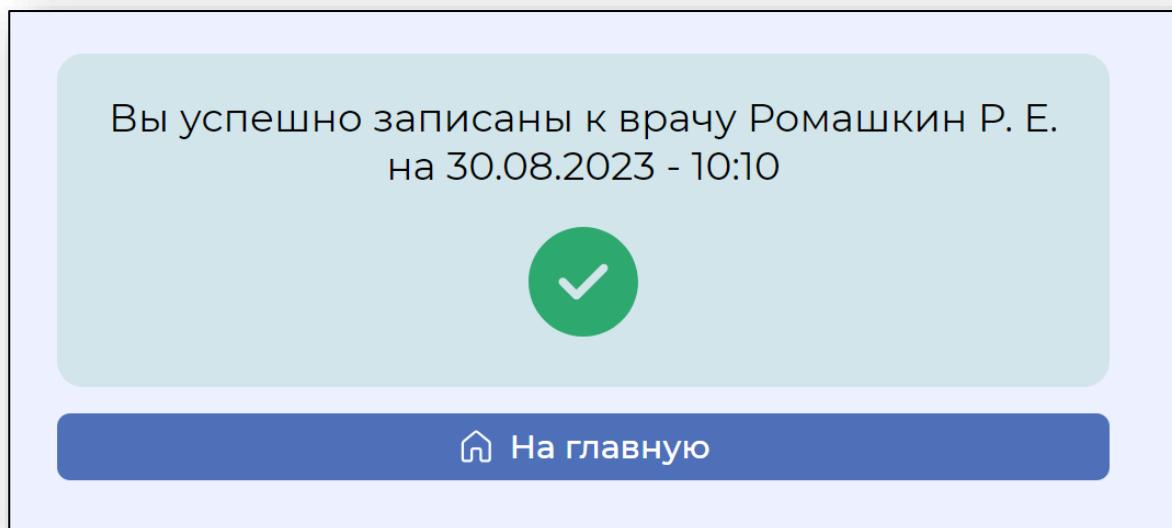 Вы успешно записаны к врачу Ромашкин Р. Е.
на 30.08.2023 - 10:10
На главную